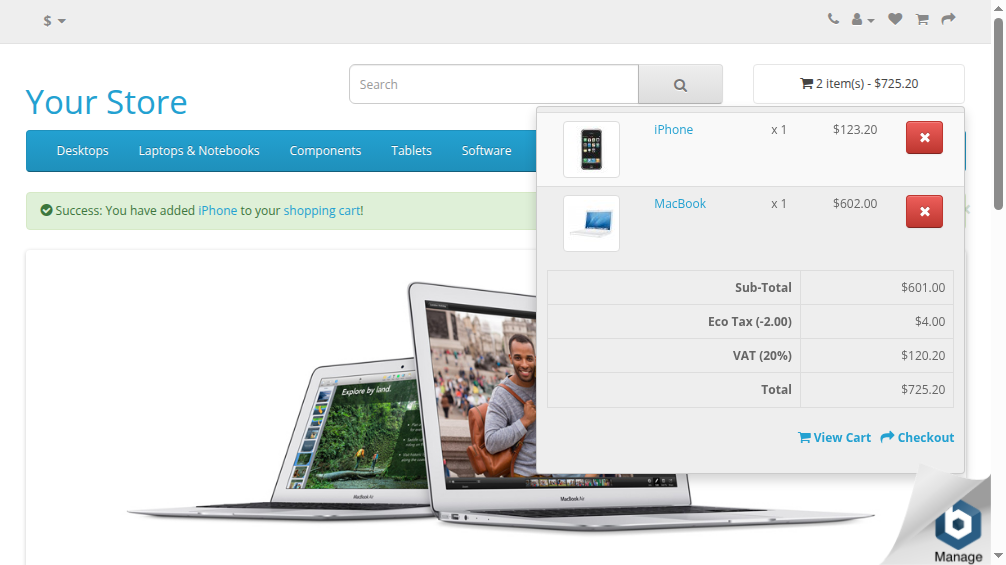 $
Search
2 item(s) - $725.20
Your Store
Desktops
Laptops & Notebooks
Components
Tablets
Software
Success: You have added iPhone to your shopping cart!
iPhone x 1 $123.20
MacBook x 1 $602.00
Sub-Total $601.00
Eco Tax (-2.00) $4.00
VAT (20%) $120.20
Total $725.20
View Cart Checkout
Explore by land.
MacBook Air
MacBook Air
b
Manage